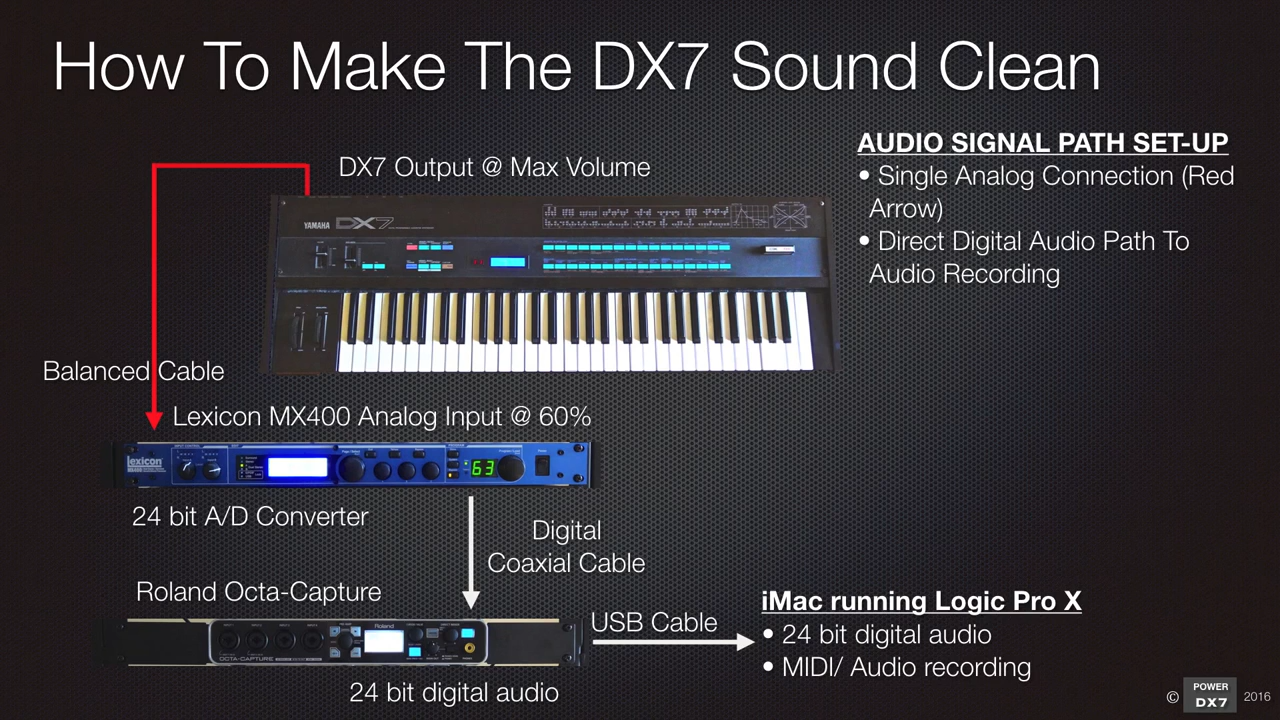 How To Make The DX7 Sound Clean
AUDIO SIGNAL PATH SET-UP
• Single Analog Connection (Red
Arrow)
• Direct Digital Audio Path To
Audio Recording
DX7 Output @ Max Volume
YAMAHA DX7
Balanced Cable
Lexicon MX400 Analog Input @ 60%
lexicon
MX400
63
24 bit A/D Converter
Digital
Coaxial Cable
Roland Octa-Capture
Roland
OCTA-CAPTURE
USB Cable
iMac running Logic Pro X
• 24 bit digital audio
• MIDI/ Audio recording
24 bit digital audio
© POWER DX7 2016